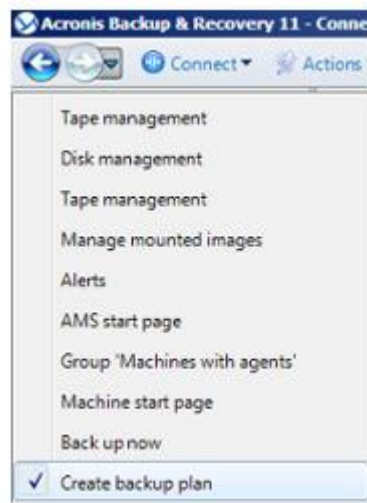 Acronis Backup & Recovery 11 - Conne
Connect Actions
Tape management
Disk management
Tape management
Manage mounted images
Alerts
AMS start page
Group 'Machines with agents'
Machine start page
Back up now
Create backup plan